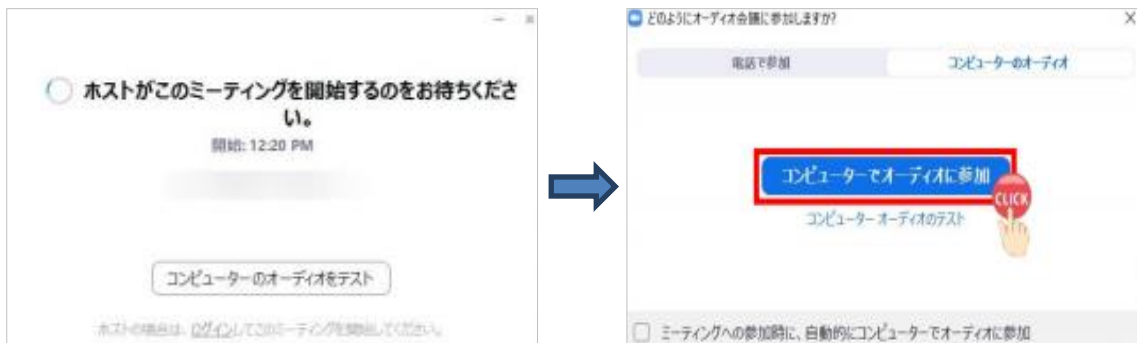 ホストがこのミーティングを開始するのをお待ちくださ
い。
開始: 12:20 PM
コンピューターのオーディオをテスト
ホストの場合は、ログインしてこのミーティングを開始してください。
どのようにオーディオ会議に参加しますか?
電話で参加
コンピューターのオーディオ
コンピューターでオーディオに参加
CLICK
コンピューター オーディオのテスト
ミーティングへの参加時に、自動的にコンピューターでオーディオに参加